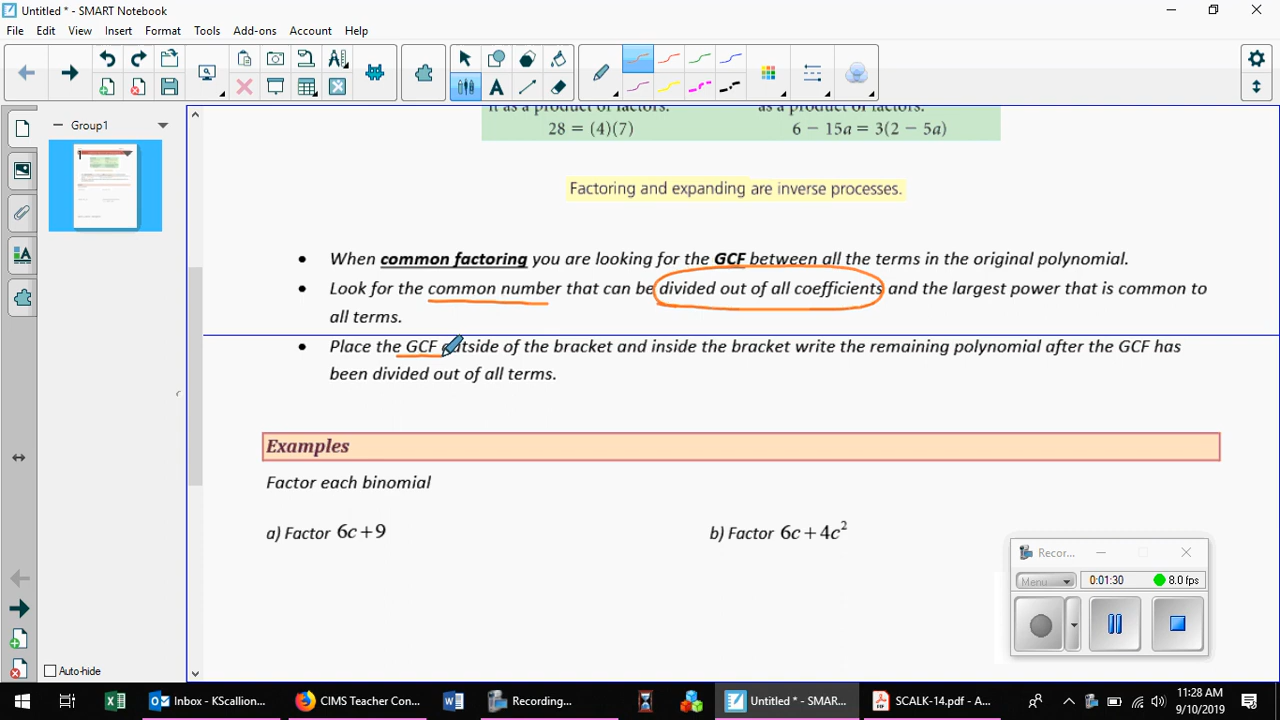 Untitled * - SMART Notebook
File Edit View Insert Format Tools Add-ons Account Help
Group1
it as a product of factors. as a product of factors.
28 = (4)(7) 6 − 15a = 3(2 − 5a)
Factoring and expanding are inverse processes.
• When common factoring you are looking for the GCF between all the terms in the original polynomial.
• Look for the common number that can be divided out of all coefficients and the largest power that is common to
all terms.
• Place the GCF outside of the bracket and inside the bracket write the remaining polynomial after the GCF has
been divided out of all terms.
Examples
Factor each binomial
a) Factor 6c + 9 b) Factor 6c + 4c²
Recor...
Menu 0:01:30 8.0 fps
Auto-hide
Inbox - KScallion... CIMS Teacher Con... Recording... Untitled * - SMAR... SCALK-14.pdf - A...
11:28 AM
9/10/2019